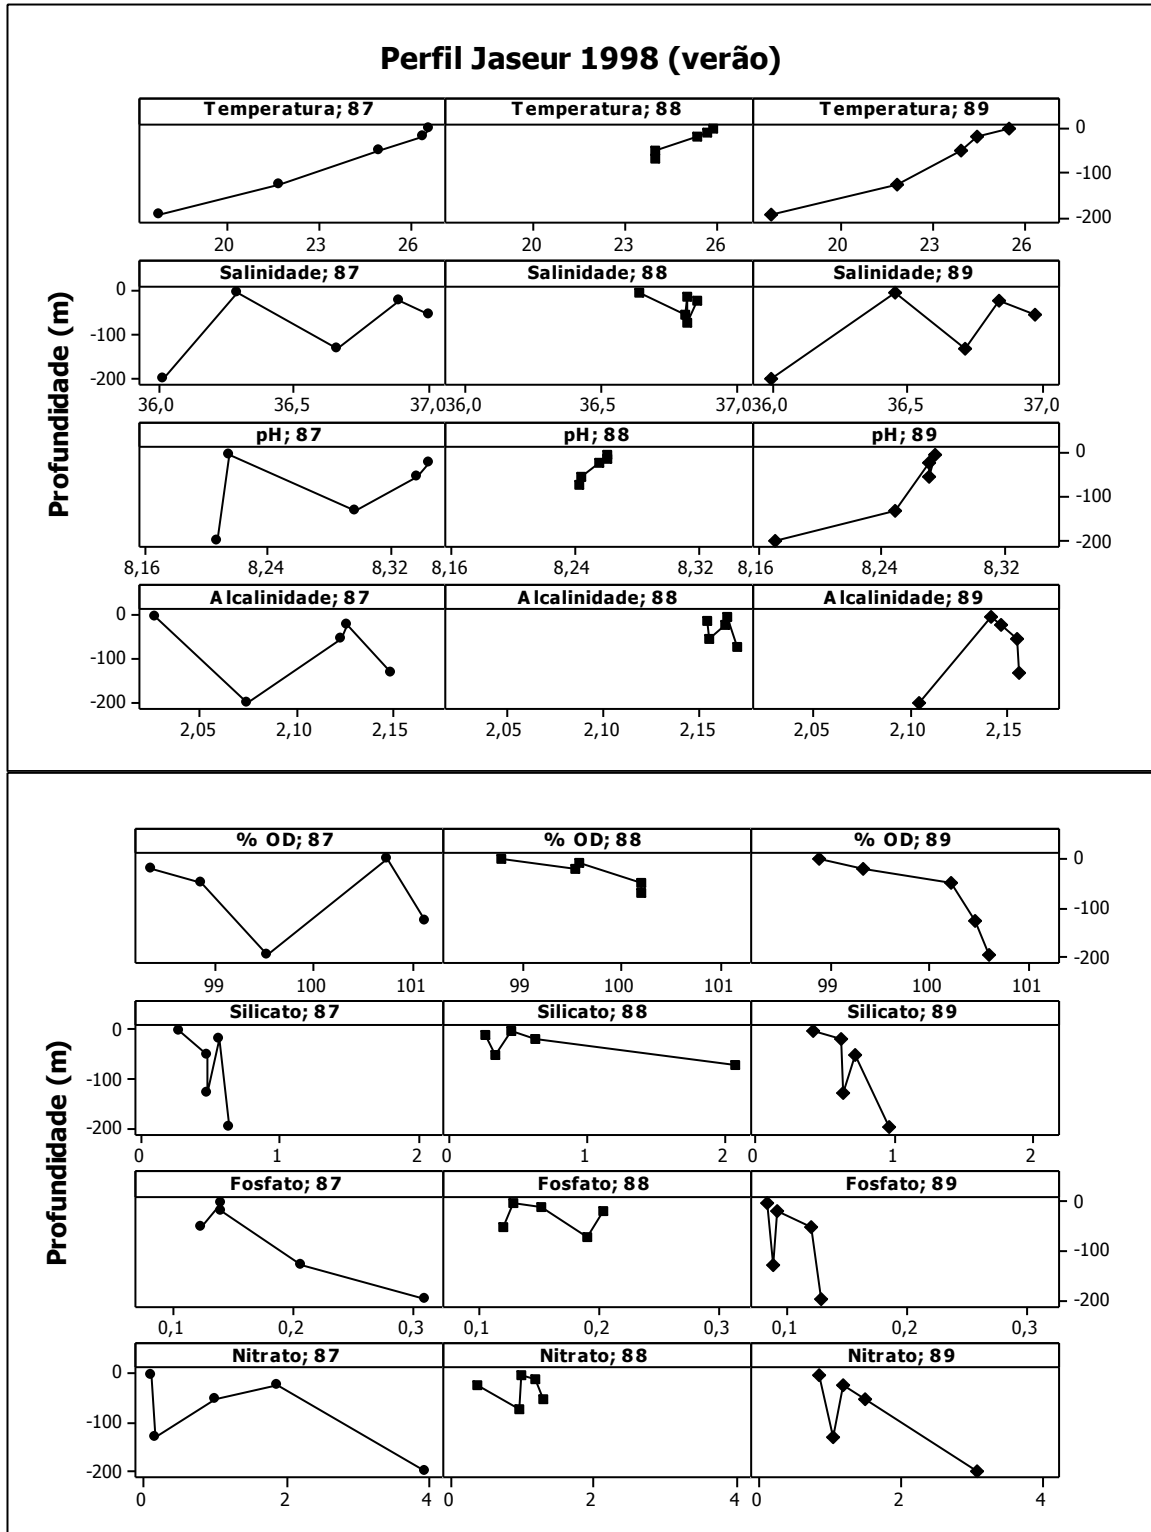 Perfil Jaseur 1998 (verão)
Temperatura; 87 Temperatura; 88 Temperatura; 89
0
-100
-200
20 23 26 20 23 26 20 23 26
Salinidade; 87 Salinidade; 88 Salinidade; 89
0
-100
-200
36,0 36,5 37,0 36,0 36,5 37,0 36,0 36,5 37,0
Profundidade (m)
pH; 87 pH; 88 pH; 89
0
-100
-200
8,16 8,24 8,32 8,16 8,24 8,32 8,16 8,24 8,32
Alcalinidade; 87 Alcalinidade; 88 Alcalinidade; 89
0
-100
-200
2,05 2,10 2,15 2,05 2,10 2,15 2,05 2,10 2,15
% OD; 87 % OD; 88 % OD; 89
0
-100
-200
99 100 101 99 100 101 99 100 101
Silicato; 87 Silicato; 88 Silicato; 89
0
-100
-200
0 1 2 0 1 2 0 1 2
Profundidade (m)
Fosfato; 87 Fosfato; 88 Fosfato; 89
0
-100
-200
0,1 0,2 0,3 0,1 0,2 0,3 0,1 0,2 0,3
Nitrato; 87 Nitrato; 88 Nitrato; 89
0
-100
-200
0 2 4 0 2 4 0 2 4